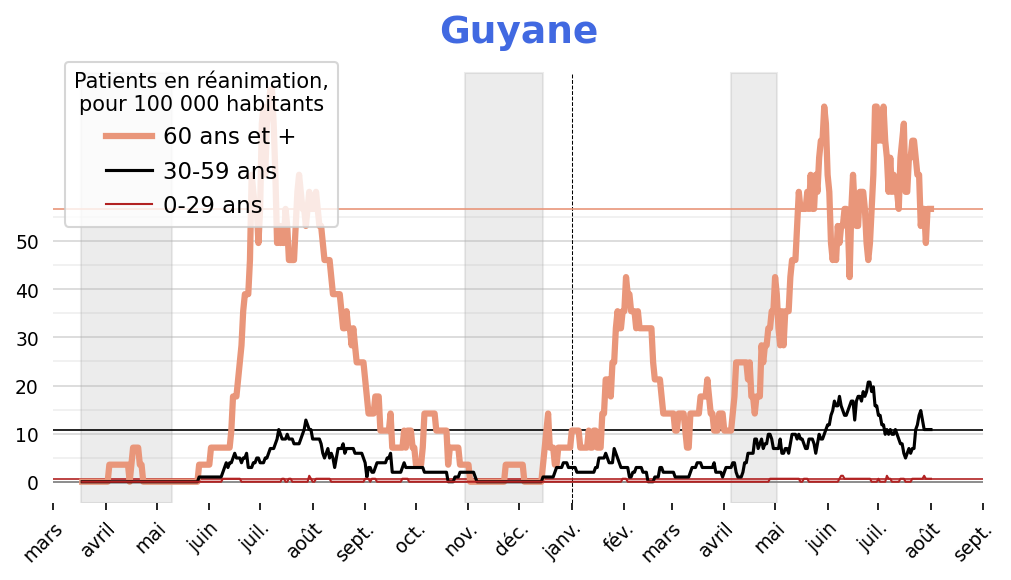 Guyane
Patients en réanimation,
pour 100 000 habitants
60 ans et +
30-59 ans
0-29 ans
50
40
30
20
10
0
mars avril mai juin juil. août sept. oct. nov. déc. janv. fév. mars avril mai juin juil. août sept.